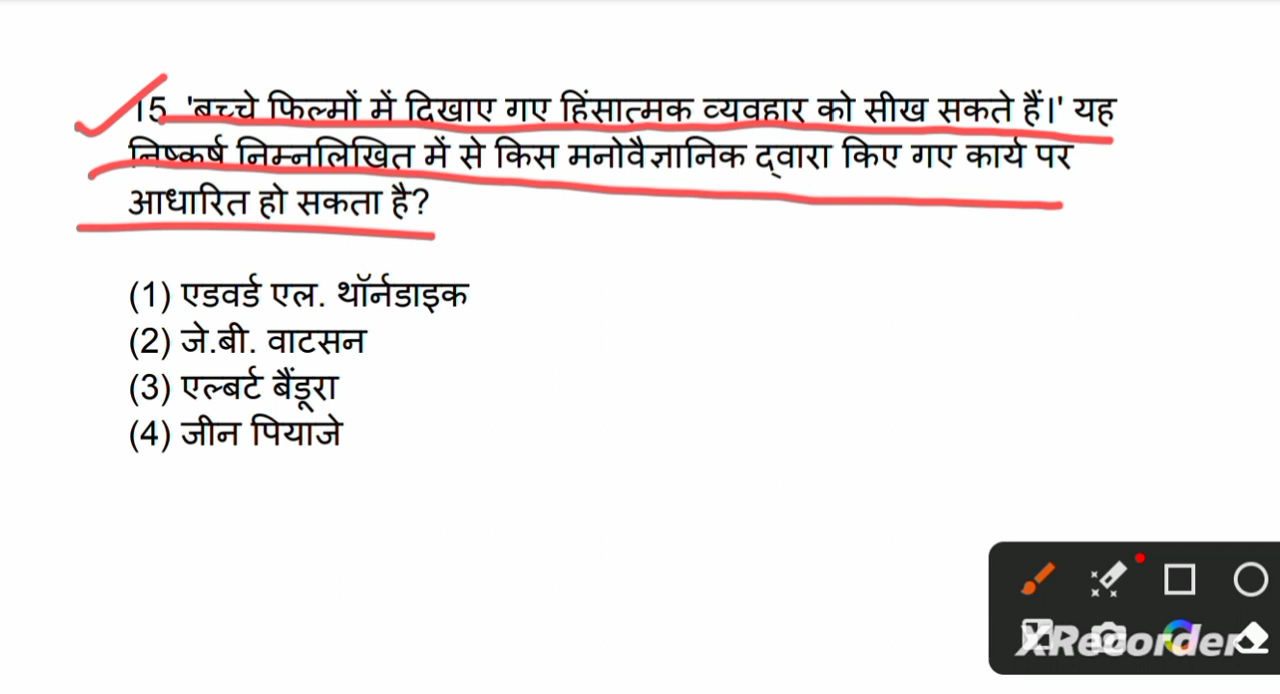 15. 'बच्चे फिल्मों में दिखाए गए हिंसात्मक व्यवहार को सीख सकते हैं।' यह
निष्कर्ष निम्नलिखित में से किस मनोवैज्ञानिक द्वारा किए गए कार्य पर
आधारित हो सकता है?
(1) एडवर्ड एल. थॉर्नडाइक
(2) जे.बी. वाटसन
(3) एल्बर्ट बैंडूरा
(4) जीन पियाजे
XRecorder